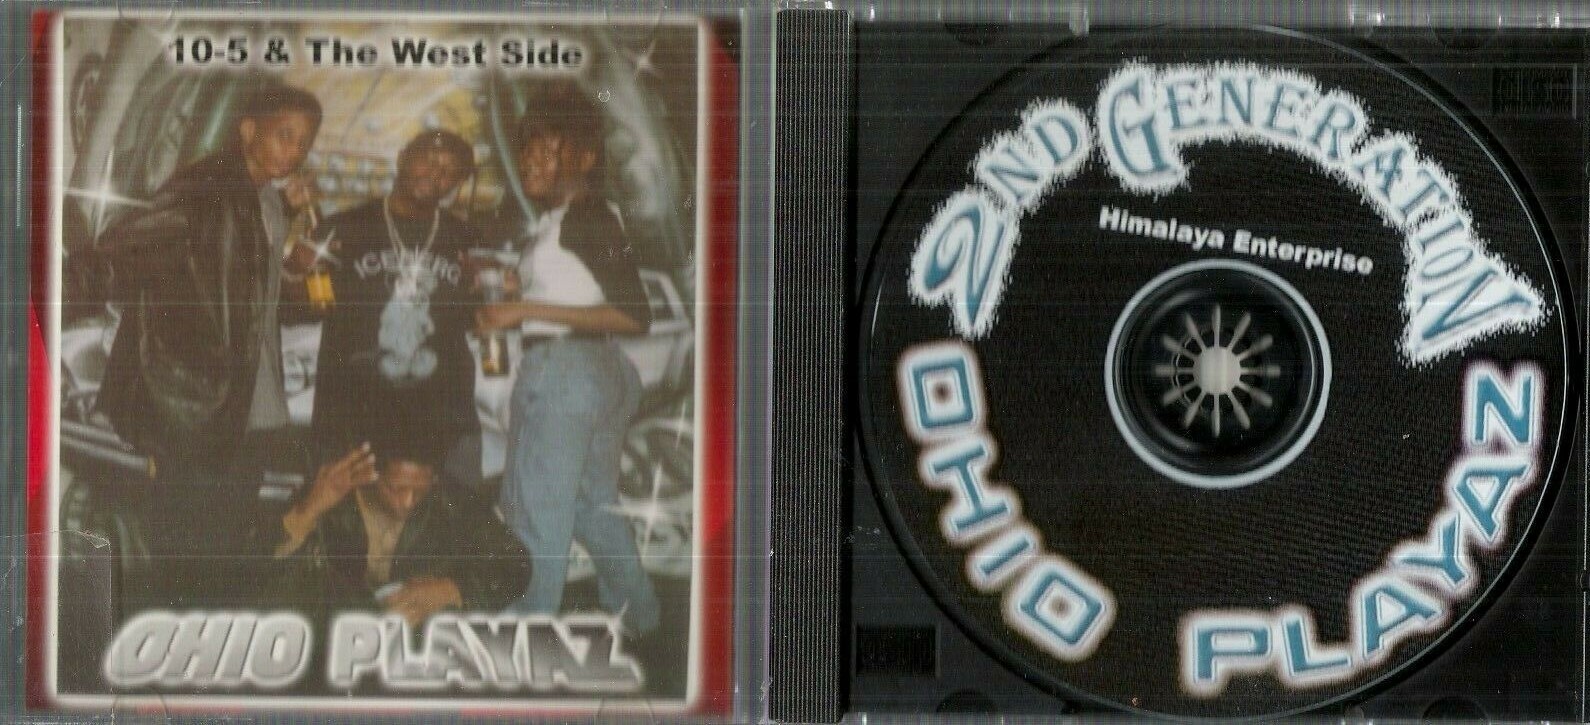 10-5 & The West Side
ICEBERG
OHIO PLAYAZ
2ND GENERATION
Himalaya Enterprise
OHIO PLAYAZ